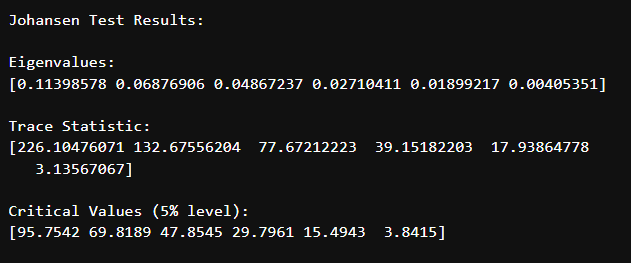 Johansen Test Results:
Eigenvalues:
[0.11398578 0.06876906 0.04867237 0.02710411 0.01899217 0.00405351]
Trace Statistic:
[226.10476071 132.67556204  77.67212223  39.15182203  17.93864778
   3.13567067]
Critical Values (5% level):
[95.7542 69.8189 47.8545 29.7961 15.4943  3.8415]